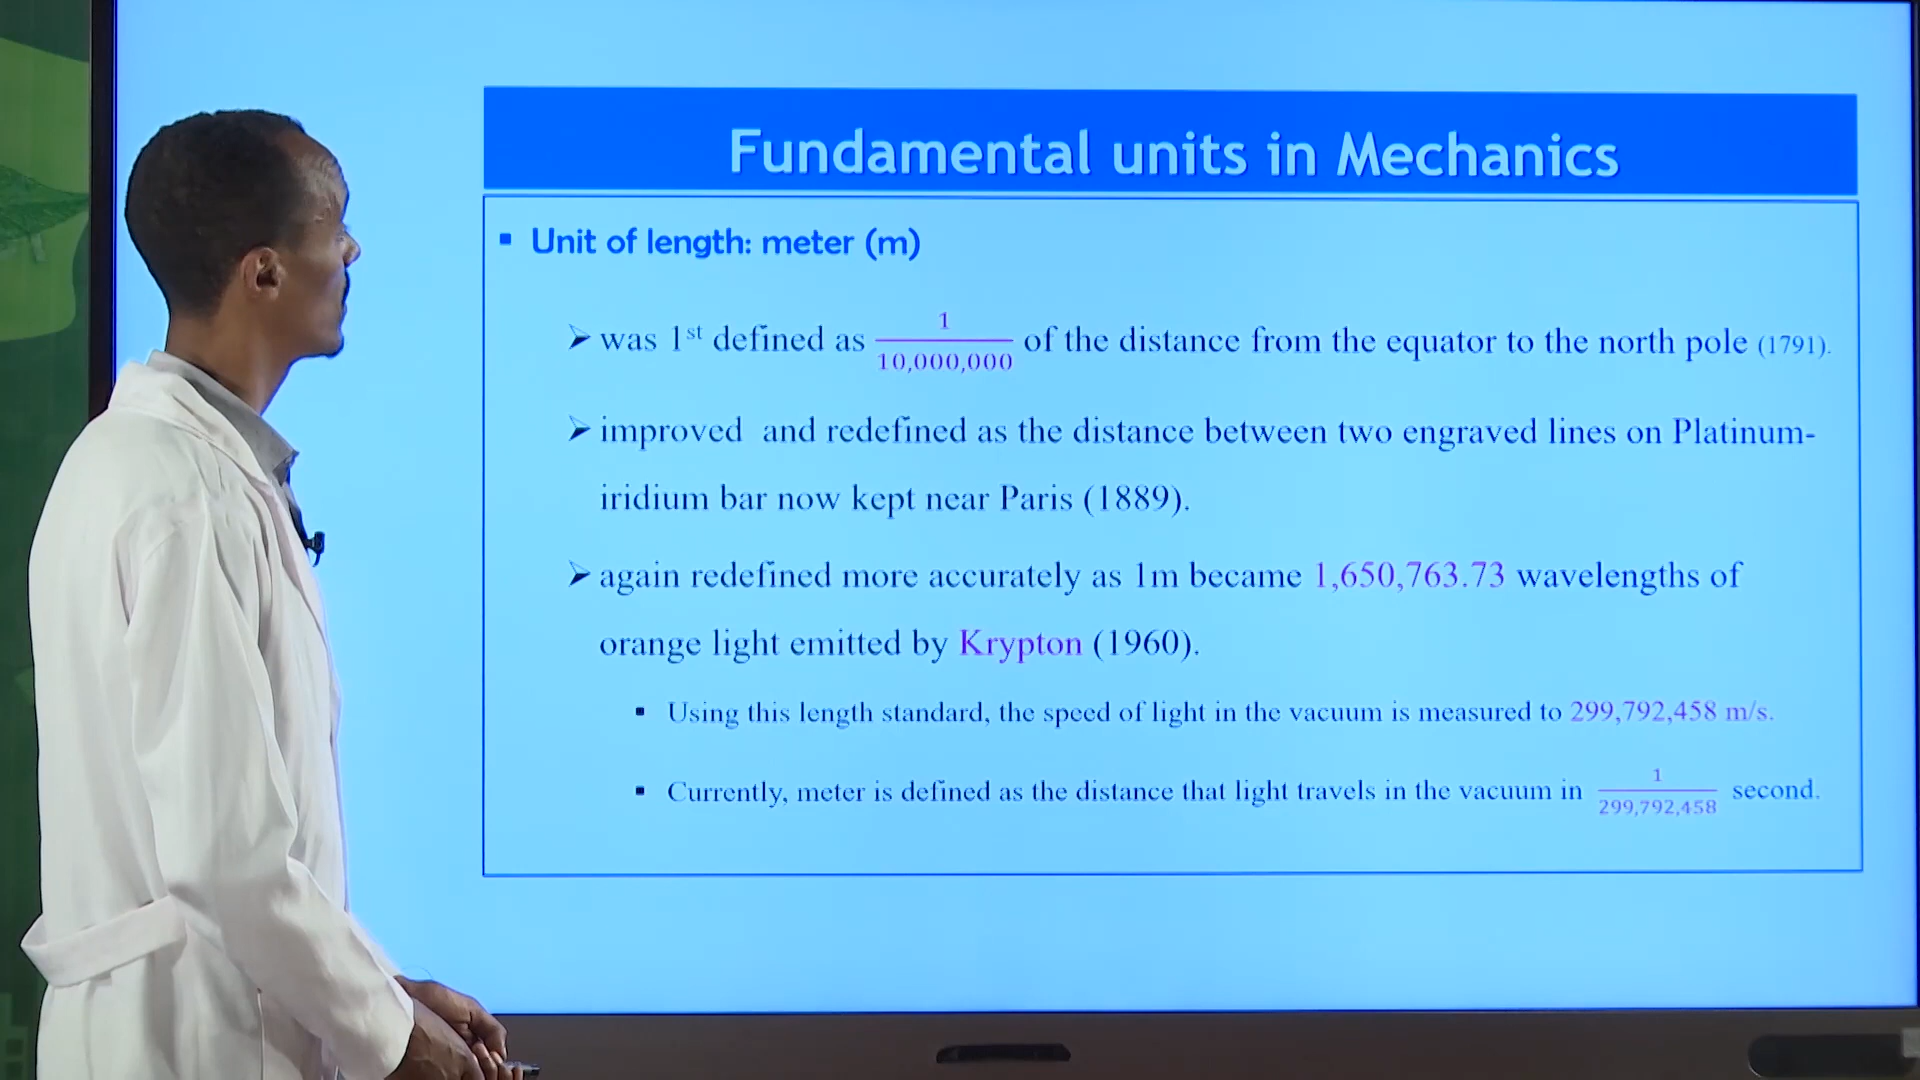 Fundamental units in Mechanics
▪ Unit of length: meter (m)
➢ was 1st defined as 1/10,000,000 of the distance from the equator to the north pole (1791).
➢ improved and redefined as the distance between two engraved lines on Platinum-
iridium bar now kept near Paris (1889).
➢ again redefined more accurately as 1m became 1,650,763.73 wavelengths of
orange light emitted by Krypton (1960).
▪ Using this length standard, the speed of light in the vacuum is measured to 299,792,458 m/s.
▪ Currently, meter is defined as the distance that light travels in the vacuum in 1/299,792,458 second.